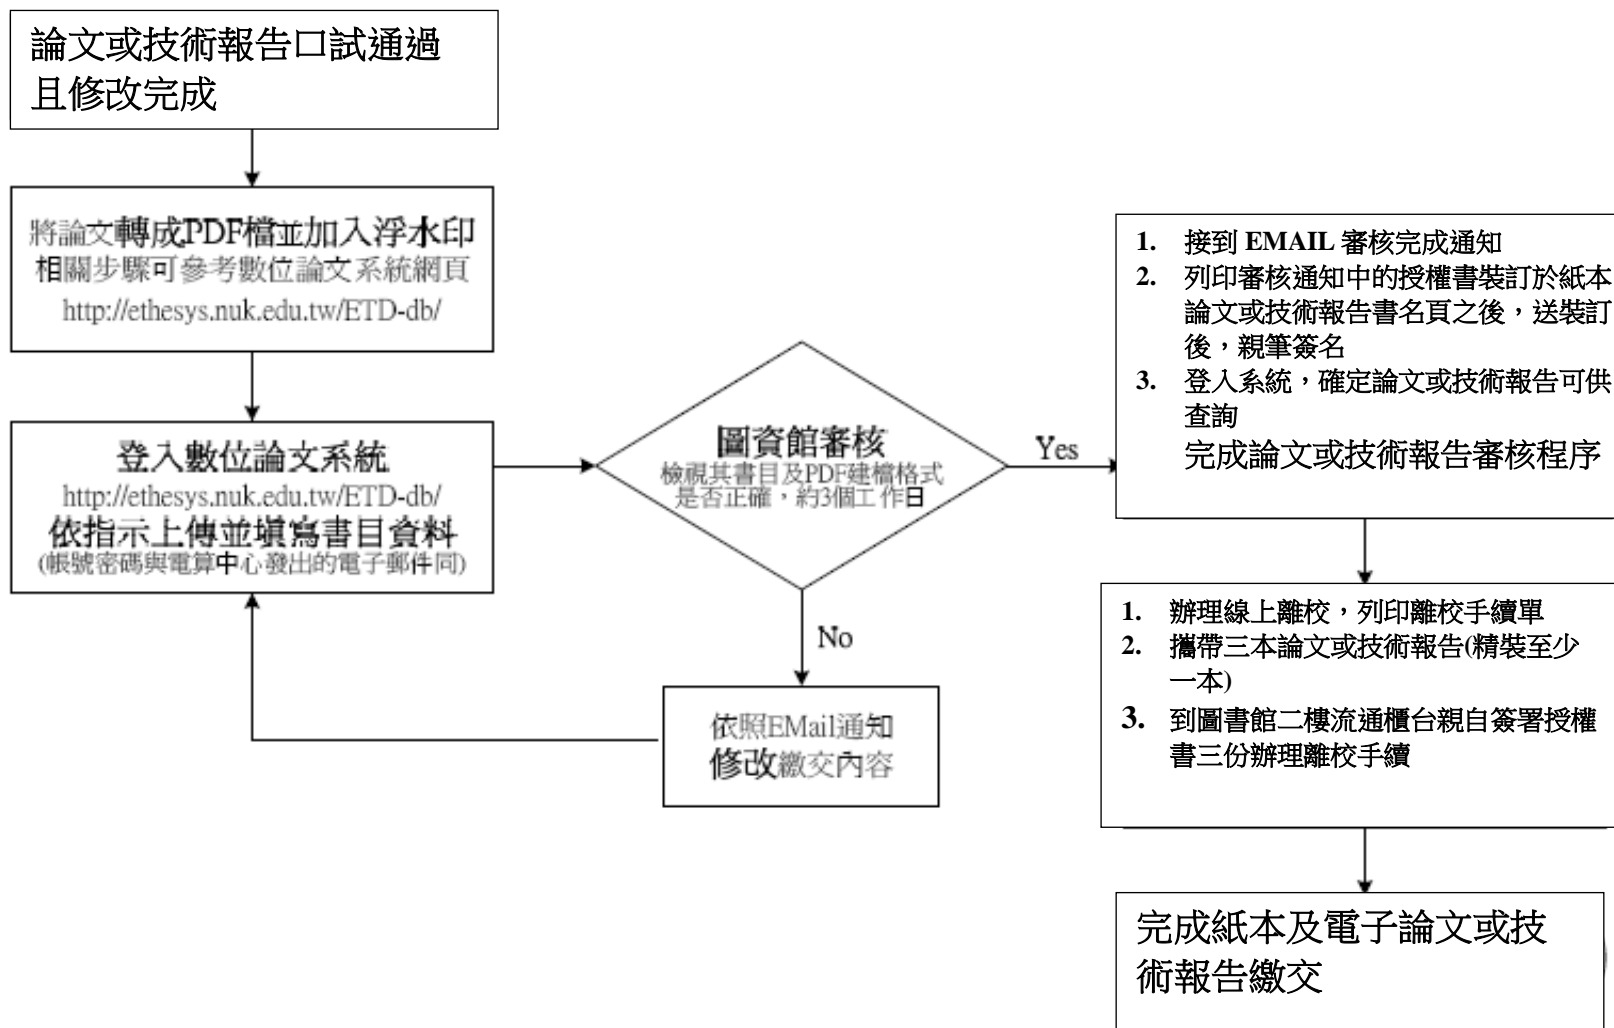 論文或技術報告口試通過
且修改完成
將論文轉成PDF檔並加入浮水印
相關步驟可參考數位論文系統網頁
http://ethesys.nuk.edu.tw/ETD-db/
登入數位論文系統
http://ethesys.nuk.edu.tw/ETD-db/
依指示上傳並填寫書目資料
(帳號密碼與電算中心發出的電子郵件同)
圖資館審核
檢視其書目及PDF建檔格式
是否正確，約3個工作日
Yes
No
依照EMail通知
修改繳交內容
1. 接到 EMAIL 審核完成通知
2. 列印審核通知中的授權書裝訂於紙本
論文或技術報告書名頁之後，送裝訂
後，親筆簽名
3. 登入系統，確定論文或技術報告可供
查詢
完成論文或技術報告審核程序
1. 辦理線上離校，列印離校手續單
2. 攜帶三本論文或技術報告(精裝至少
一本)
3. 到圖書館二樓流通櫃台親自簽署授權
書三份辦理離校手續
完成紙本及電子論文或技
術報告繳交